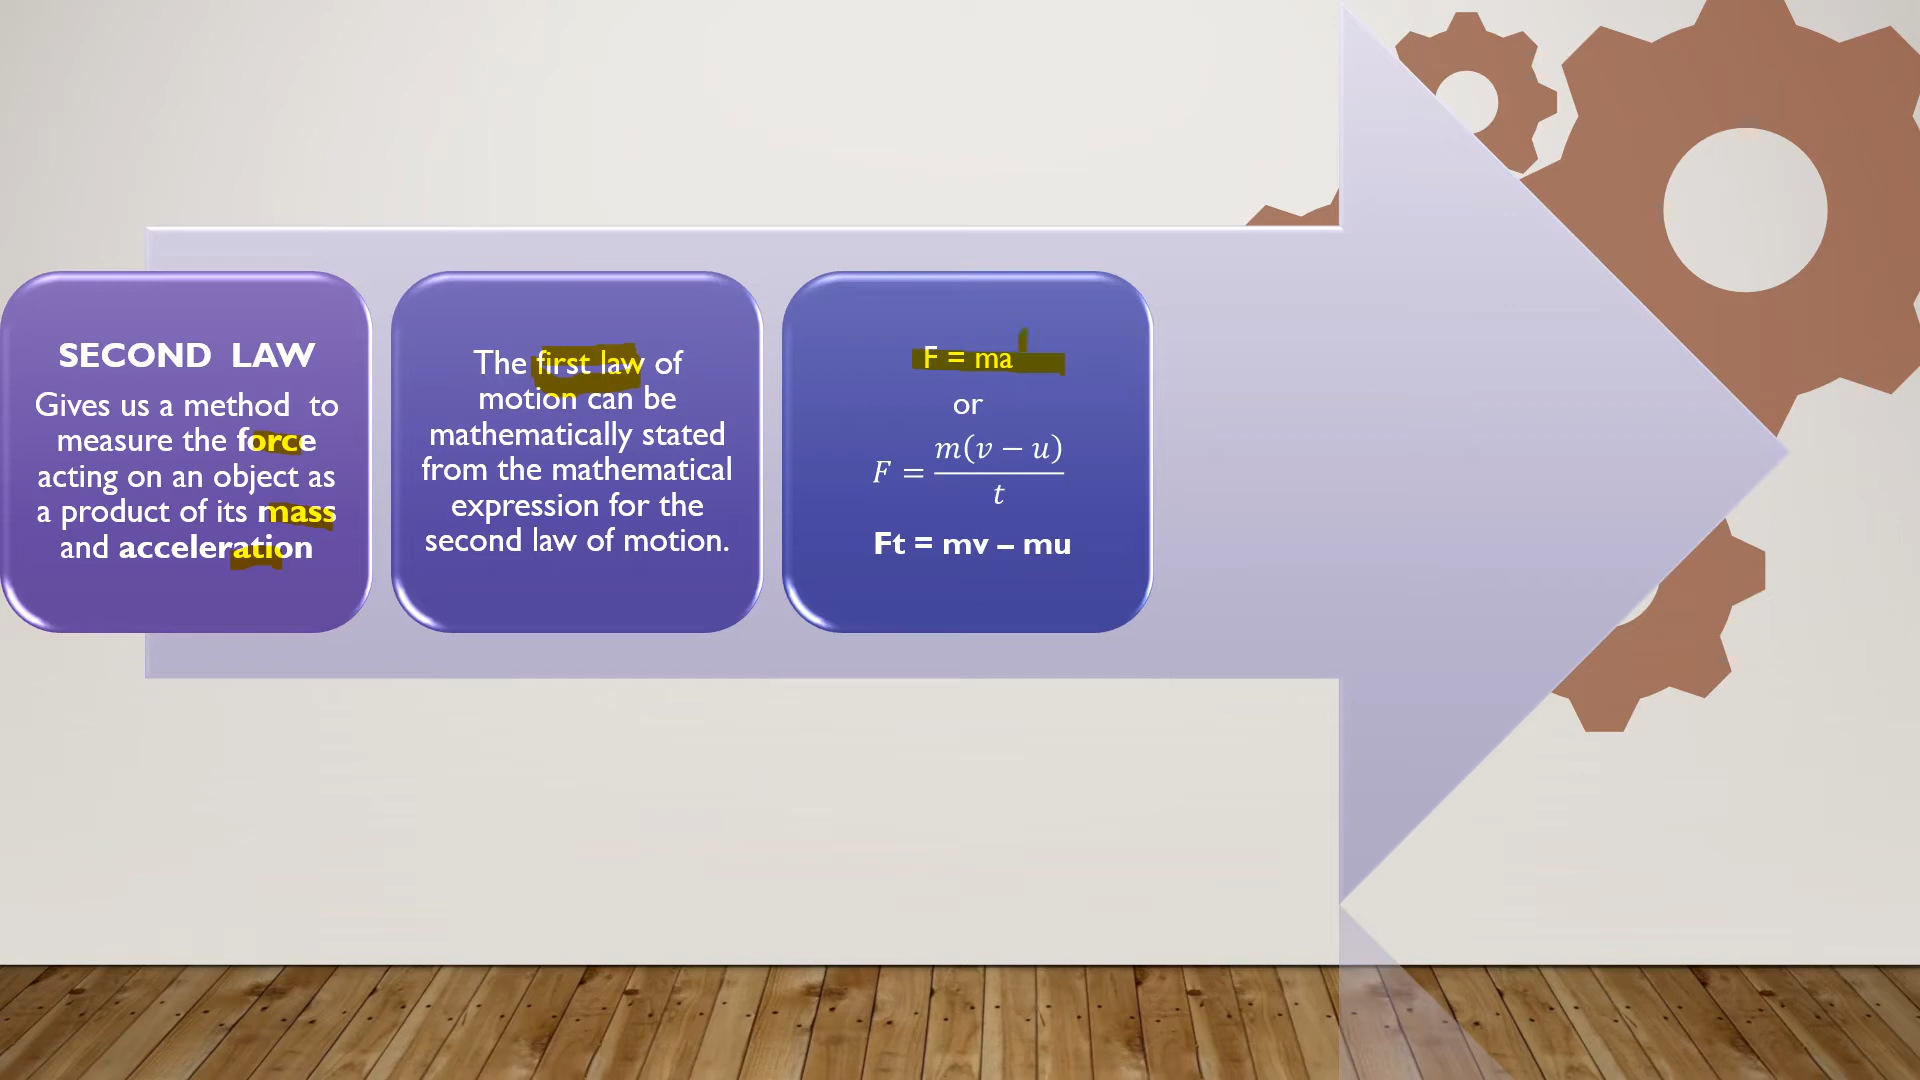 SECOND LAW
Gives us a method to
measure the force
acting on an object as
a product of its mass
and acceleration
The first law of
motion can be
mathematically stated
from the mathematical
expression for the
second law of motion.
F = ma
or
F = m(v − u)/t
Ft = mv – mu